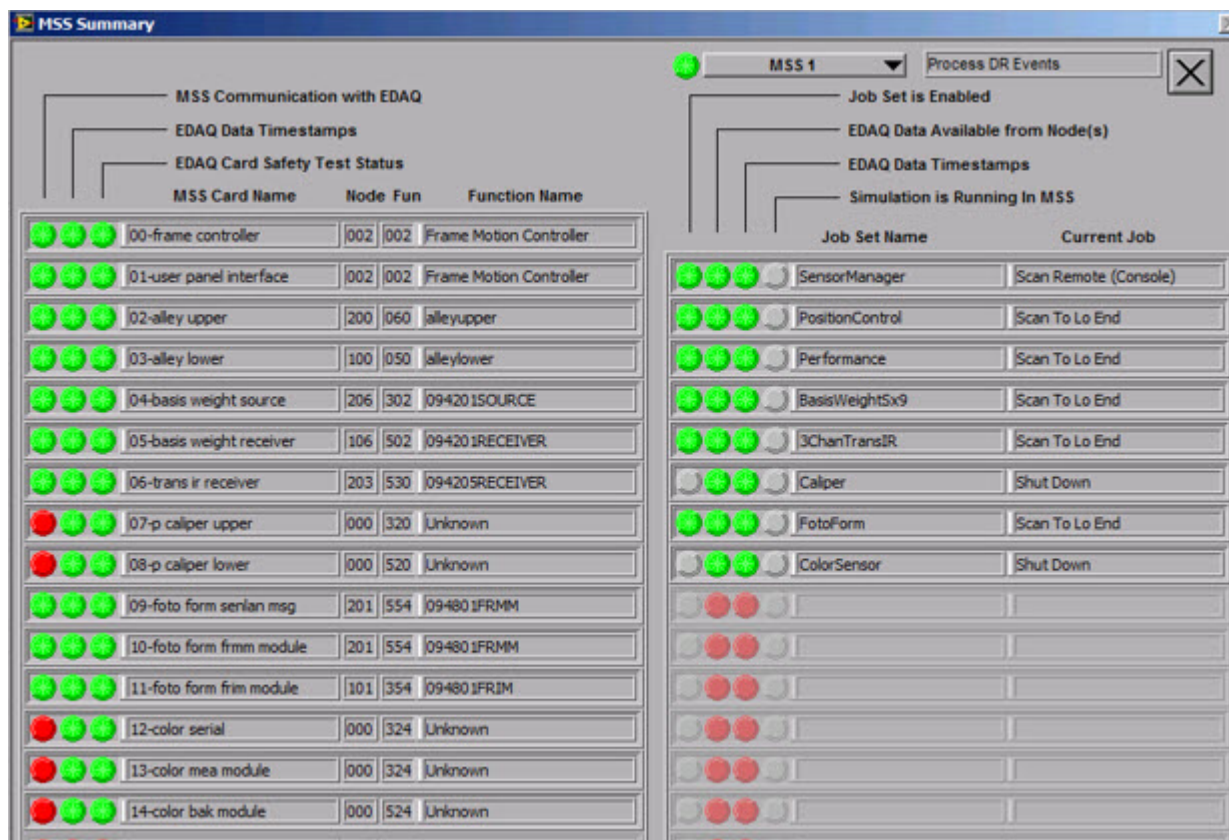 MSS Summary
MSS 1
Process DR Events
MSS Communication with EDAQ
EDAQ Data Timestamps
EDAQ Card Safety Test Status
MSS Card Name Node Fun Function Name
00-frame controller 002 002 Frame Motion Controller
01-user panel interface 002 002 Frame Motion Controller
02-alley upper 200 060 alleyupper
03-alley lower 100 050 alleylower
04-basis weight source 206 302 094201SOURCE
05-basis weight receiver 106 502 094201RECEIVER
06-trans ir receiver 203 530 094205RECEIVER
07-p caliper upper 000 320 Unknown
08-p caliper lower 000 520 Unknown
09-foto form senlan msg 201 554 094801FRMM
10-foto form frmm module 201 554 094801FRMM
11-foto form frim module 101 354 094801FRIM
12-color serial 000 324 Unknown
13-color mea module 000 324 Unknown
14-color bak module 000 524 Unknown
Job Set is Enabled
EDAQ Data Available from Node(s)
EDAQ Data Timestamps
Simulation is Running In MSS
Job Set Name Current Job
SensorManager Scan Remote (Console)
PositionControl Scan To Lo End
Performance Scan To Lo End
BasisWeightSx9 Scan To Lo End
3ChanTransIR Scan To Lo End
Caliper Shut Down
FotoForm Scan To Lo End
ColorSensor Shut Down